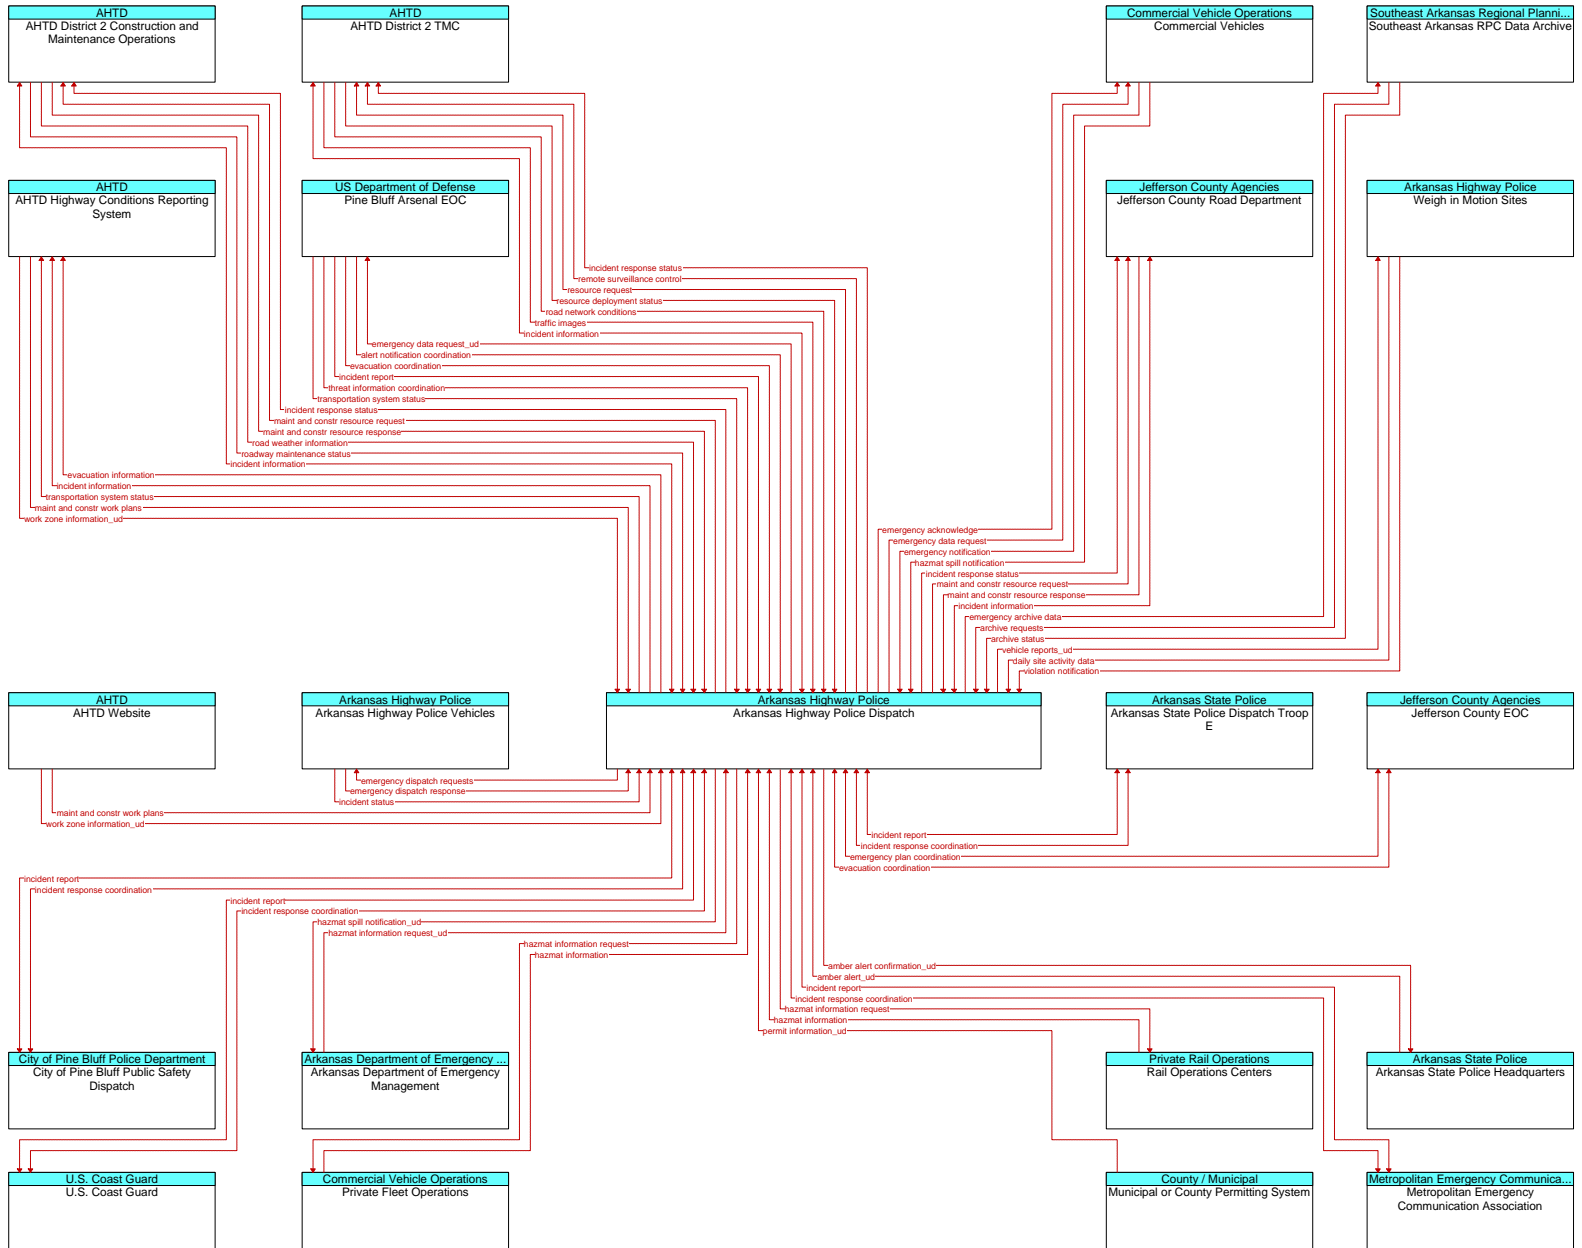 AHTD
AHTD District 2 Construction and
Maintenance Operations
AHTD
AHTD District 2 TMC
Commercial Vehicle Operations
Commercial Vehicles
Southeast Arkansas Regional Planni...
Southeast Arkansas RPC Data Archive
AHTD
AHTD Highway Conditions Reporting
System
US Department of Defense
Pine Bluff Arsenal EOC
Jefferson County Agencies
Jefferson County Road Department
Arkansas Highway Police
Weigh in Motion Sites
incident response status
remote surveillance control
resource request
resource deployment status
road network conditions
traffic images
incident information
emergency data request_ud
alert notification coordination
evacuation coordination
incident report
threat information coordination
transportation system status
incident response status
maint and constr resource request
maint and constr resource response
road weather information
roadway maintenance status
incident information
evacuation information
incident information
transportation system status
maint and constr work plans
work zone information_ud
emergency acknowledge
emergency data request
emergency notification
hazmat spill notification
incident response status
maint and constr resource request
maint and constr resource response
incident information
emergency archive data
archive requests
archive status
vehicle reports_ud
daily site activity data
violation notification
AHTD
AHTD Website
Arkansas Highway Police
Arkansas Highway Police Vehicles
Arkansas Highway Police
Arkansas Highway Police Dispatch
Arkansas State Police
Arkansas State Police Dispatch Troop
E
Jefferson County Agencies
Jefferson County EOC
emergency dispatch requests
emergency dispatch response
incident status
maint and constr work plans
work zone information_ud
incident report
incident response coordination
emergency plan coordination
evacuation coordination
incident report
incident response coordination
incident report
incident response coordination
hazmat spill notification_ud
hazmat information request_ud
hazmat information request
hazmat information
amber alert confirmation_ud
amber alert_ud
incident report
incident response coordination
hazmat information request
hazmat information
permit information_ud
City of Pine Bluff Police Department
City of Pine Bluff Public Safety
Dispatch
Arkansas Department of Emergency ...
Arkansas Department of Emergency
Management
Private Rail Operations
Rail Operations Centers
Arkansas State Police
Arkansas State Police Headquarters
U.S. Coast Guard
U.S. Coast Guard
Commercial Vehicle Operations
Private Fleet Operations
County / Municipal
Municipal or County Permitting System
Metropolitan Emergency Communica...
Metropolitan Emergency
Communication Association